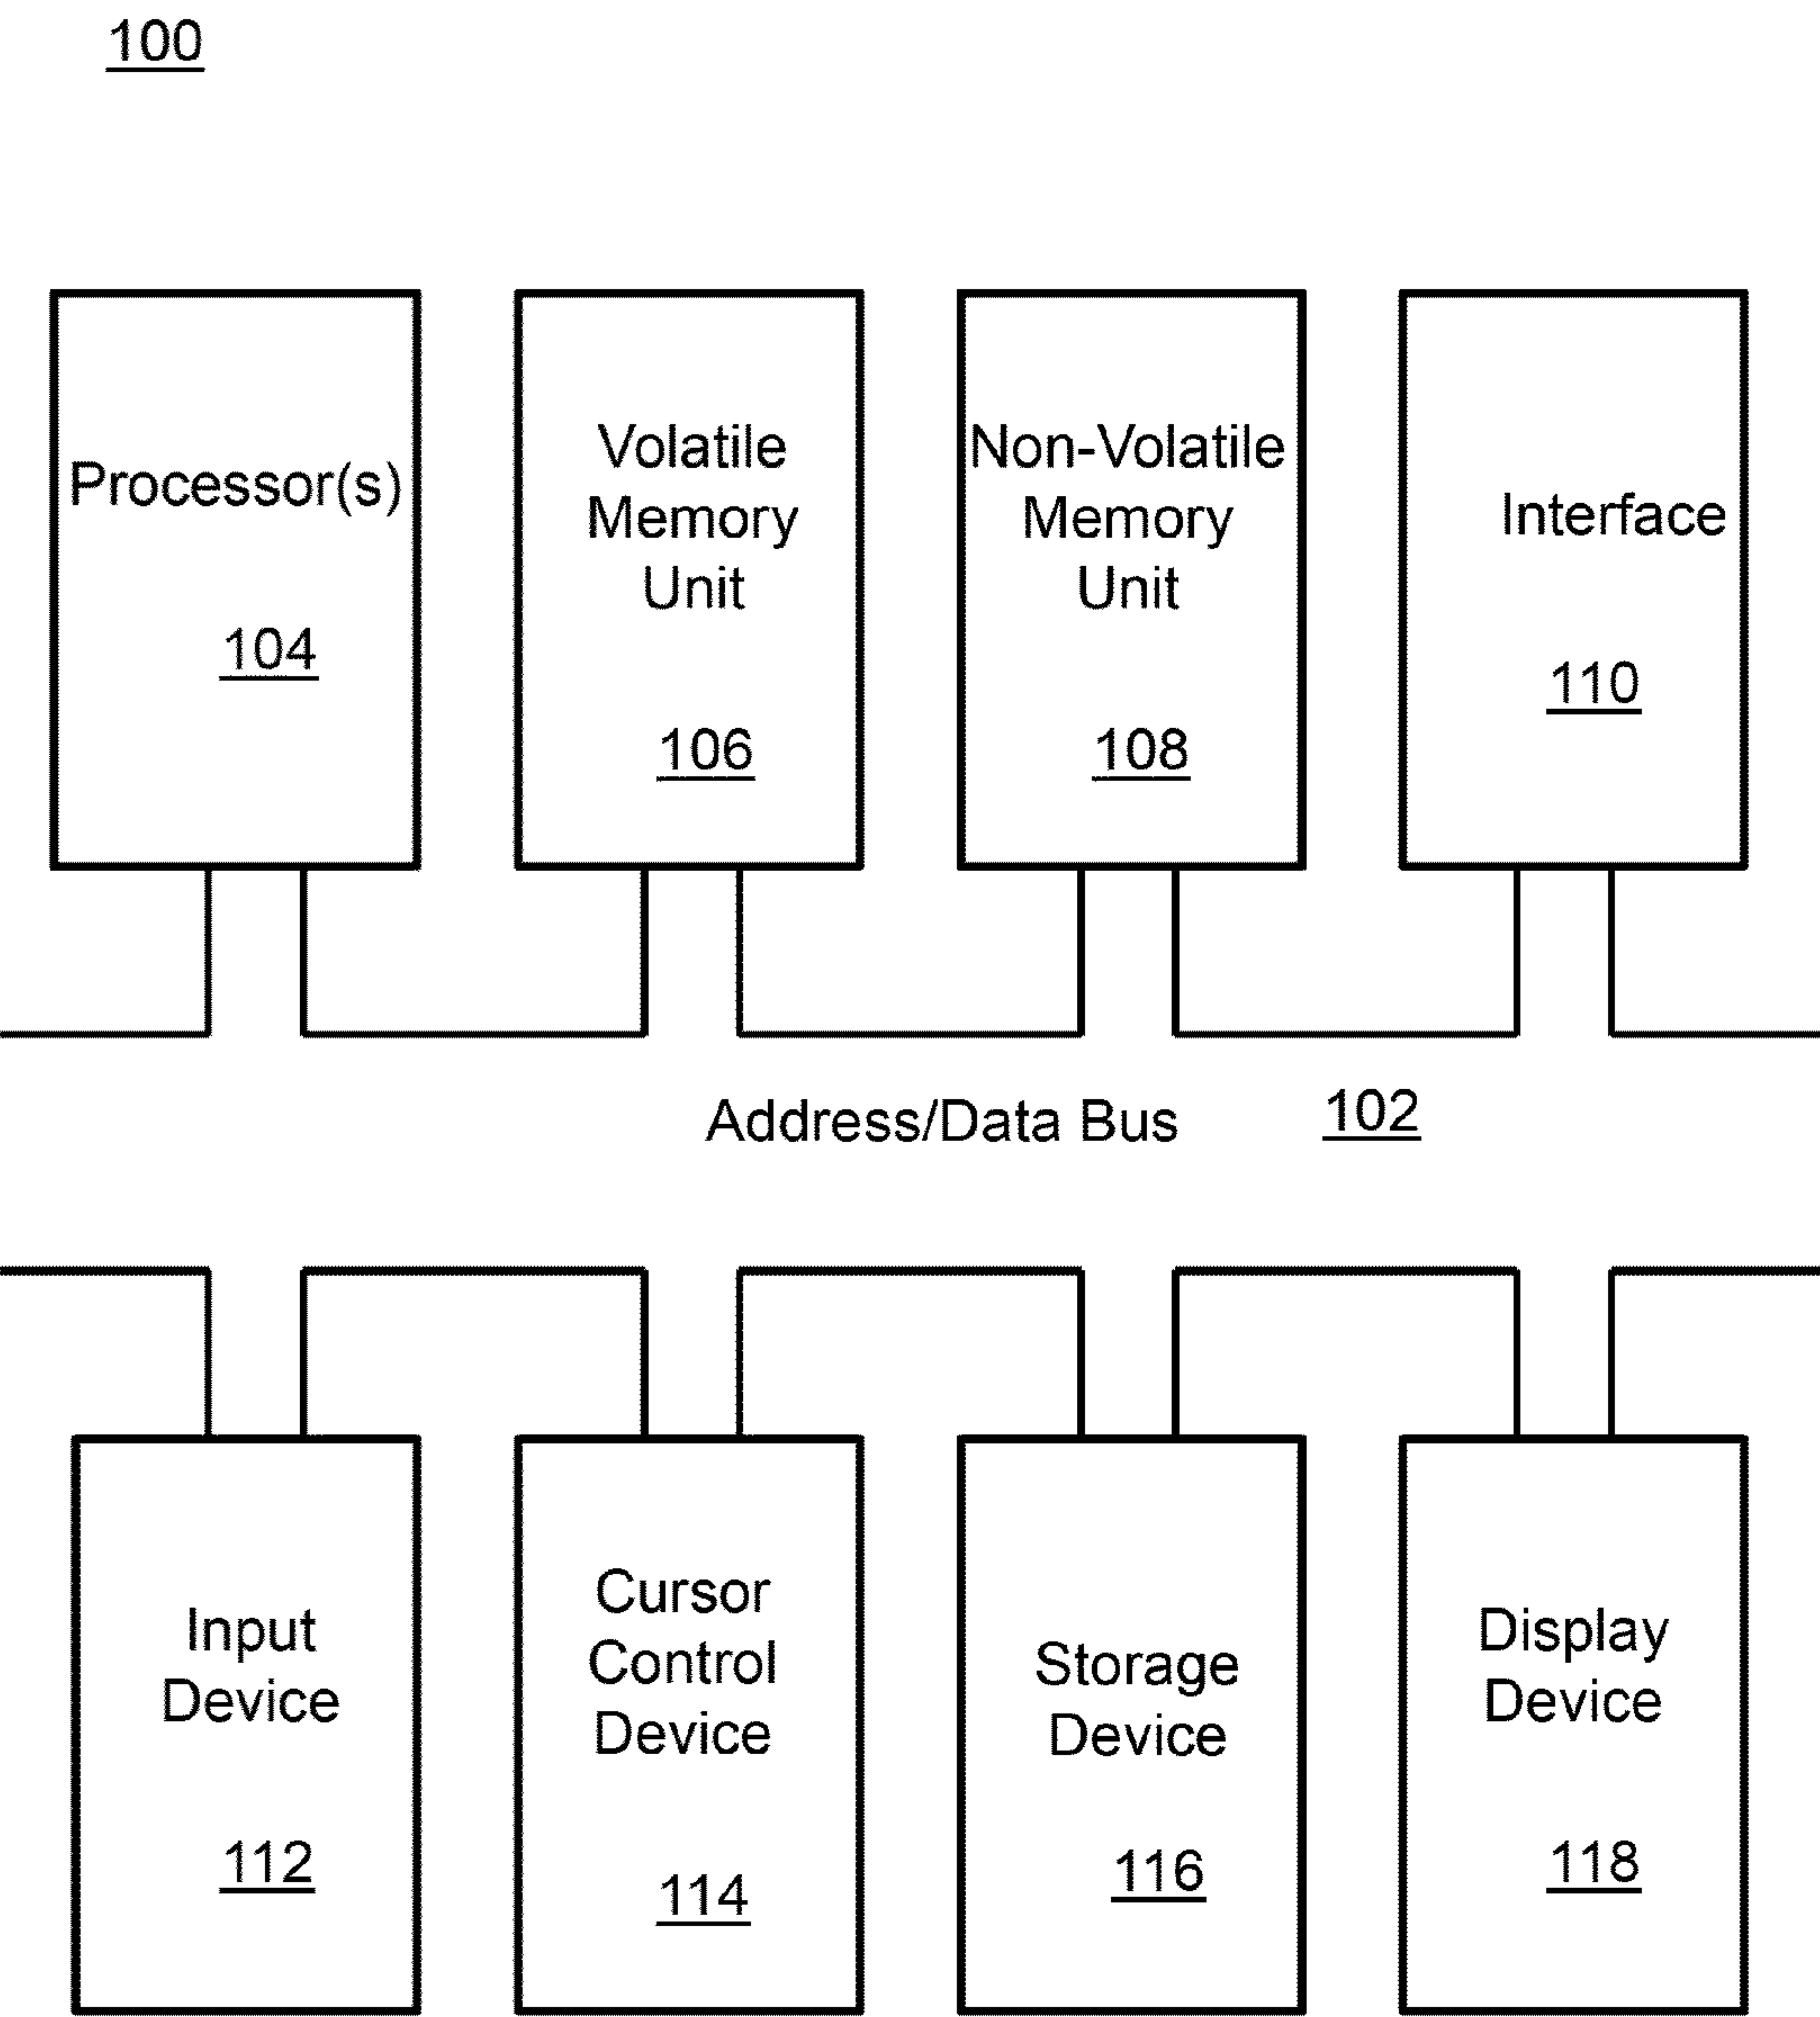 100
Processor(s)
104
Volatile
Memory
Unit
106
Non-Volatile
Memory
Unit
108
Interface
110
Address/Data Bus 102
Input
Device
112
Cursor
Control
Device
114
Storage
Device
116
Display
Device
118